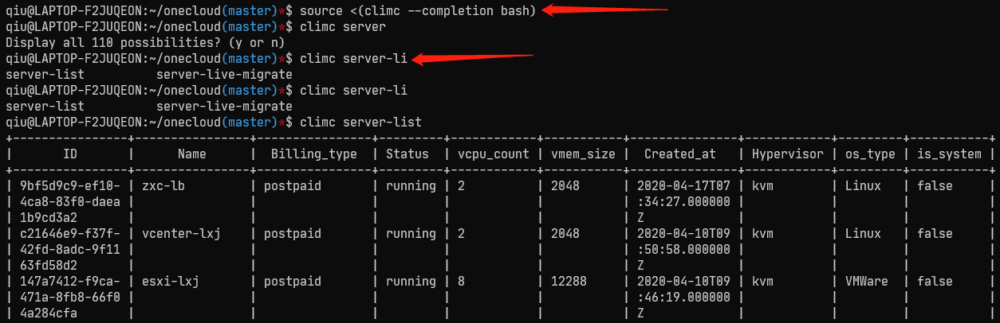 qiu@LAPTOP-F2JUQEON:~/onecloud(master)*$ source <(climc --completion bash)
qiu@LAPTOP-F2JUQEON:~/onecloud(master)*$ climc server
Display all 110 possibilities? (y or n)
qiu@LAPTOP-F2JUQEON:~/onecloud(master)*$ climc server-li
server-list          server-live-migrate
qiu@LAPTOP-F2JUQEON:~/onecloud(master)*$ climc server-li
server-list          server-live-migrate
qiu@LAPTOP-F2JUQEON:~/onecloud(master)*$ climc server-list
+----------------+----------------+----------------+---------+------------+-----------+---------------+------------+---------+-----------+
|       ID       |      Name      |  Billing_type  | Status  | vcpu_count | vmem_size |  Created_at   | Hypervisor | os_type | is_system |
+----------------+----------------+----------------+---------+------------+-----------+---------------+------------+---------+-----------+
| 9bf5d9c9-ef10- | zxc-lb         | postpaid       | running | 2          | 2048      | 2020-04-17T07 | kvm        | Linux   | false     |
| 4ca8-83f0-daea |                |                |         |            |           | :34:27.000000 |            |         |           |
| 1b9cd3a2       |                |                |         |            |           | Z             |            |         |           |
| c21646e9-f37f- | vcenter-lxj    | postpaid       | running | 2          | 2048      | 2020-04-10T09 | kvm        | Linux   | false     |
| 42fd-8adc-9f11 |                |                |         |            |           | :50:58.000000 |            |         |           |
| 63fd58d2       |                |                |         |            |           | Z             |            |         |           |
| 147a7412-f9ca- | esxi-lxj       | postpaid       | running | 8          | 12288     | 2020-04-10T09 | kvm        | VMWare  | false     |
| 471a-8fb8-66f0 |                |                |         |            |           | :46:19.000000 |            |         |           |
| 4a284cfa       |                |                |         |            |           | Z             |            |         |           |